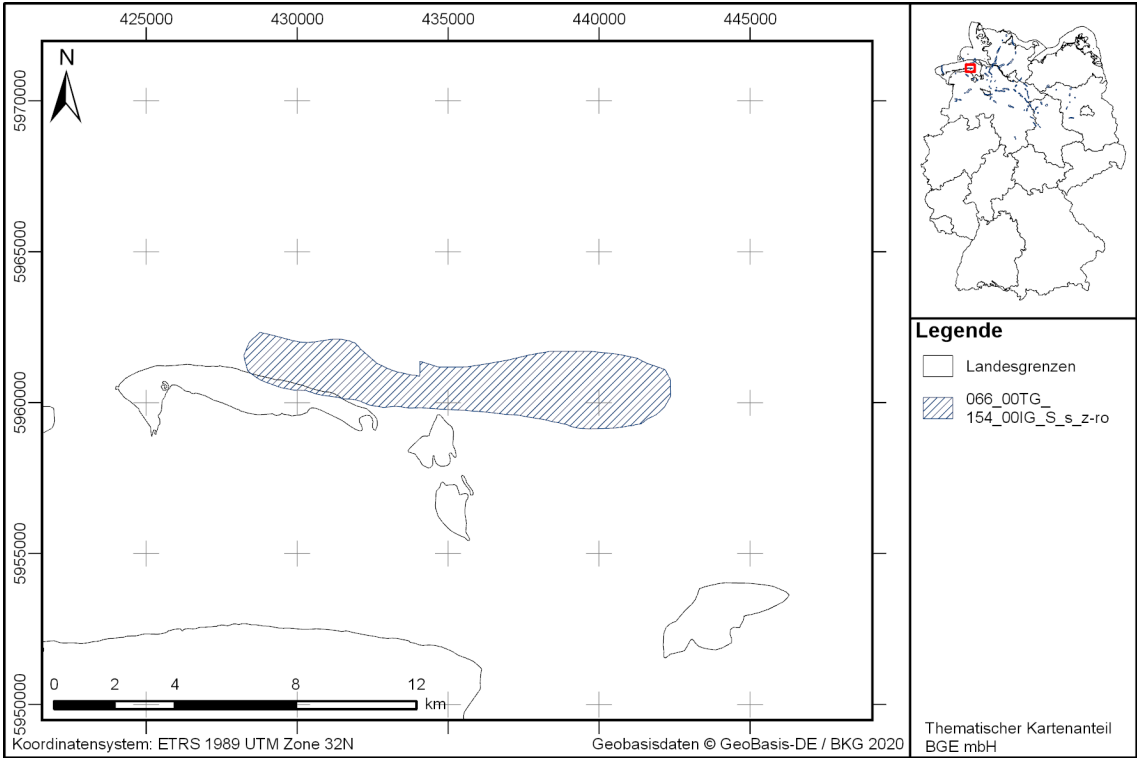 425000 430000 435000 440000 445000
N
5970000
5965000
5960000
5955000
5950000
0 2 4 8 12
km
Koordinatensystem: ETRS 1989 UTM Zone 32N
Geobasisdaten © GeoBasis-DE / BKG 2020
Legende
Landesgrenzen
066_00TG_
154_00IG_S_s_z-ro
Thematischer Kartenanteil
BGE mbH